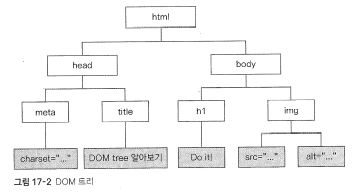 html
head body
meta title h1 img
charset="..." DOM tree 알아보기 Do it! src="..." alt="..."
그림 17-2 DOM 트리